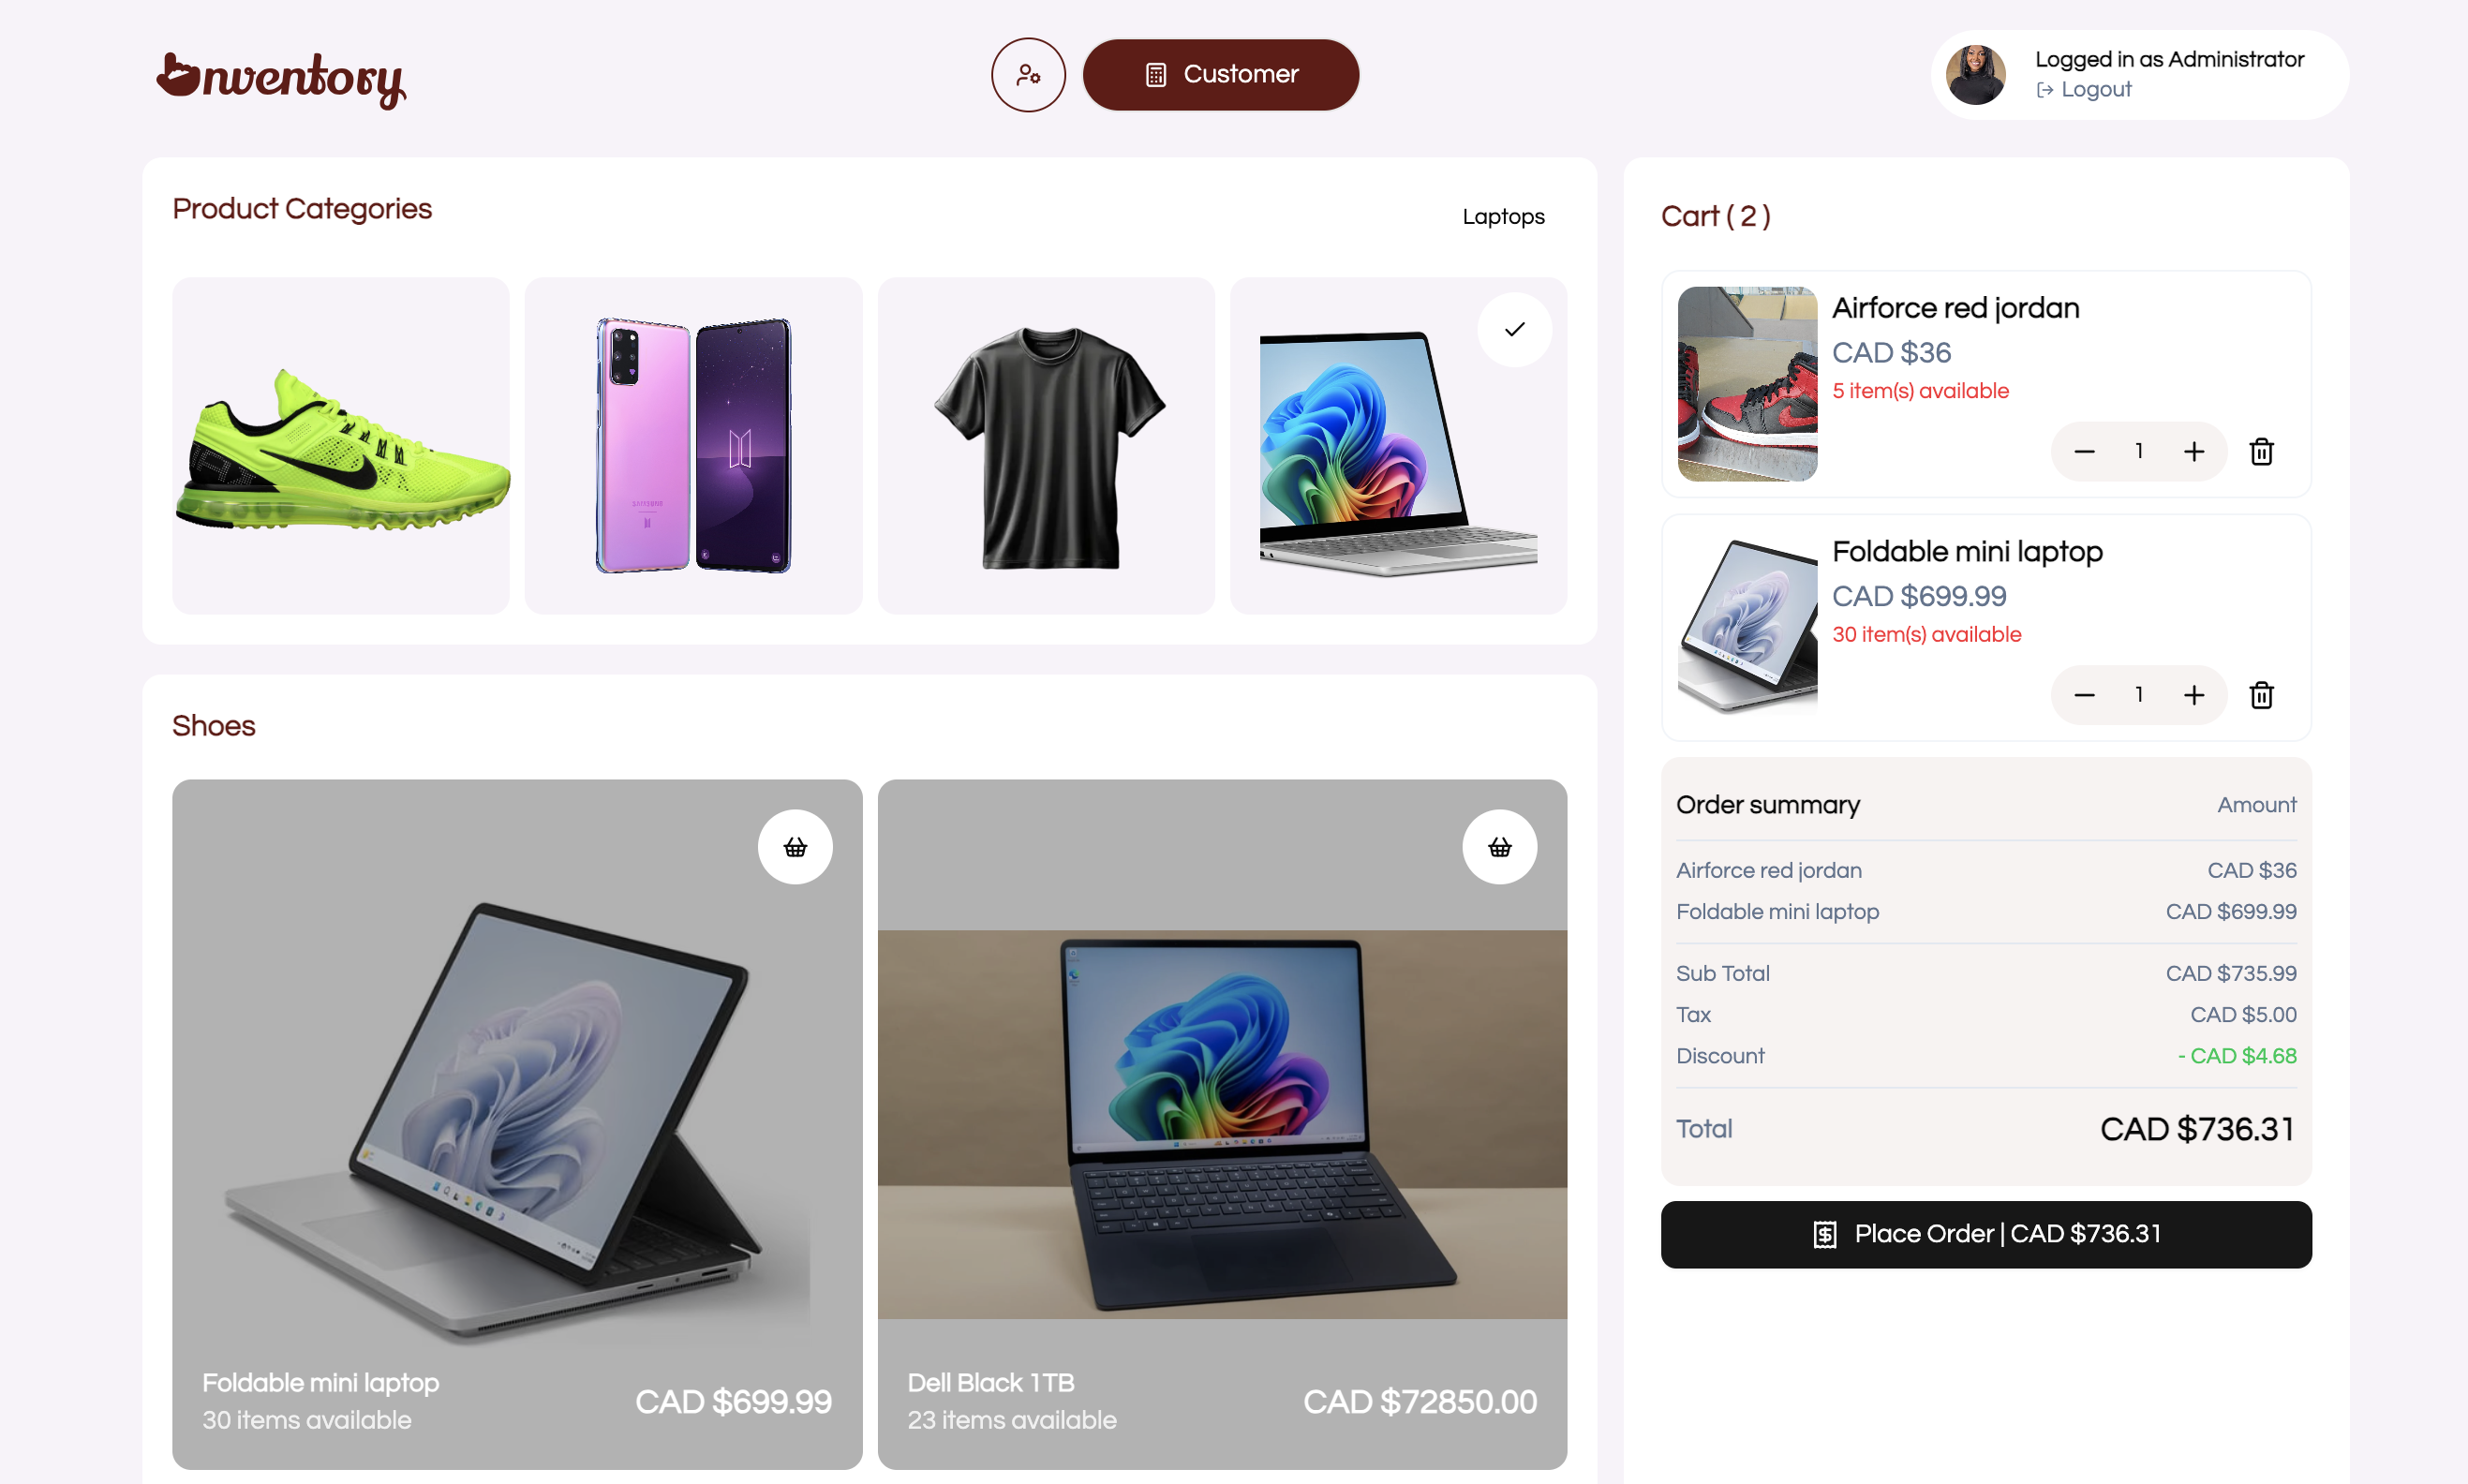 Inventory
Customer
Logged in as Administrator
Logout
Product Categories
Laptops
Cart ( 2 )
Airforce red jordan
CAD $36
5 item(s) available
1
Foldable mini laptop
CAD $699.99
30 item(s) available
1
Order summary
Amount
Airforce red jordan
CAD $36
Foldable mini laptop
CAD $699.99
Sub Total
CAD $735.99
Tax
CAD $5.00
Discount
- CAD $4.68
Total
CAD $736.31
Place Order | CAD $736.31
Shoes
Foldable mini laptop
30 items available
CAD $699.99
Dell Black 1TB
23 items available
CAD $72850.00